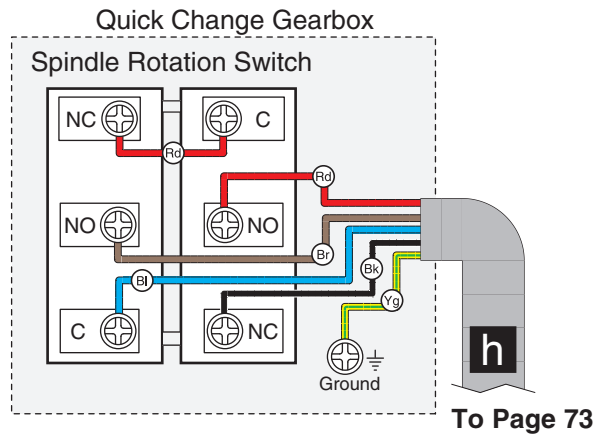 Quick Change Gearbox
Spindle Rotation Switch
NC
C
Rd
Rd
NO
NO
Br
Bl
Bk
Yg
C
NC
Ground
h
To Page 73